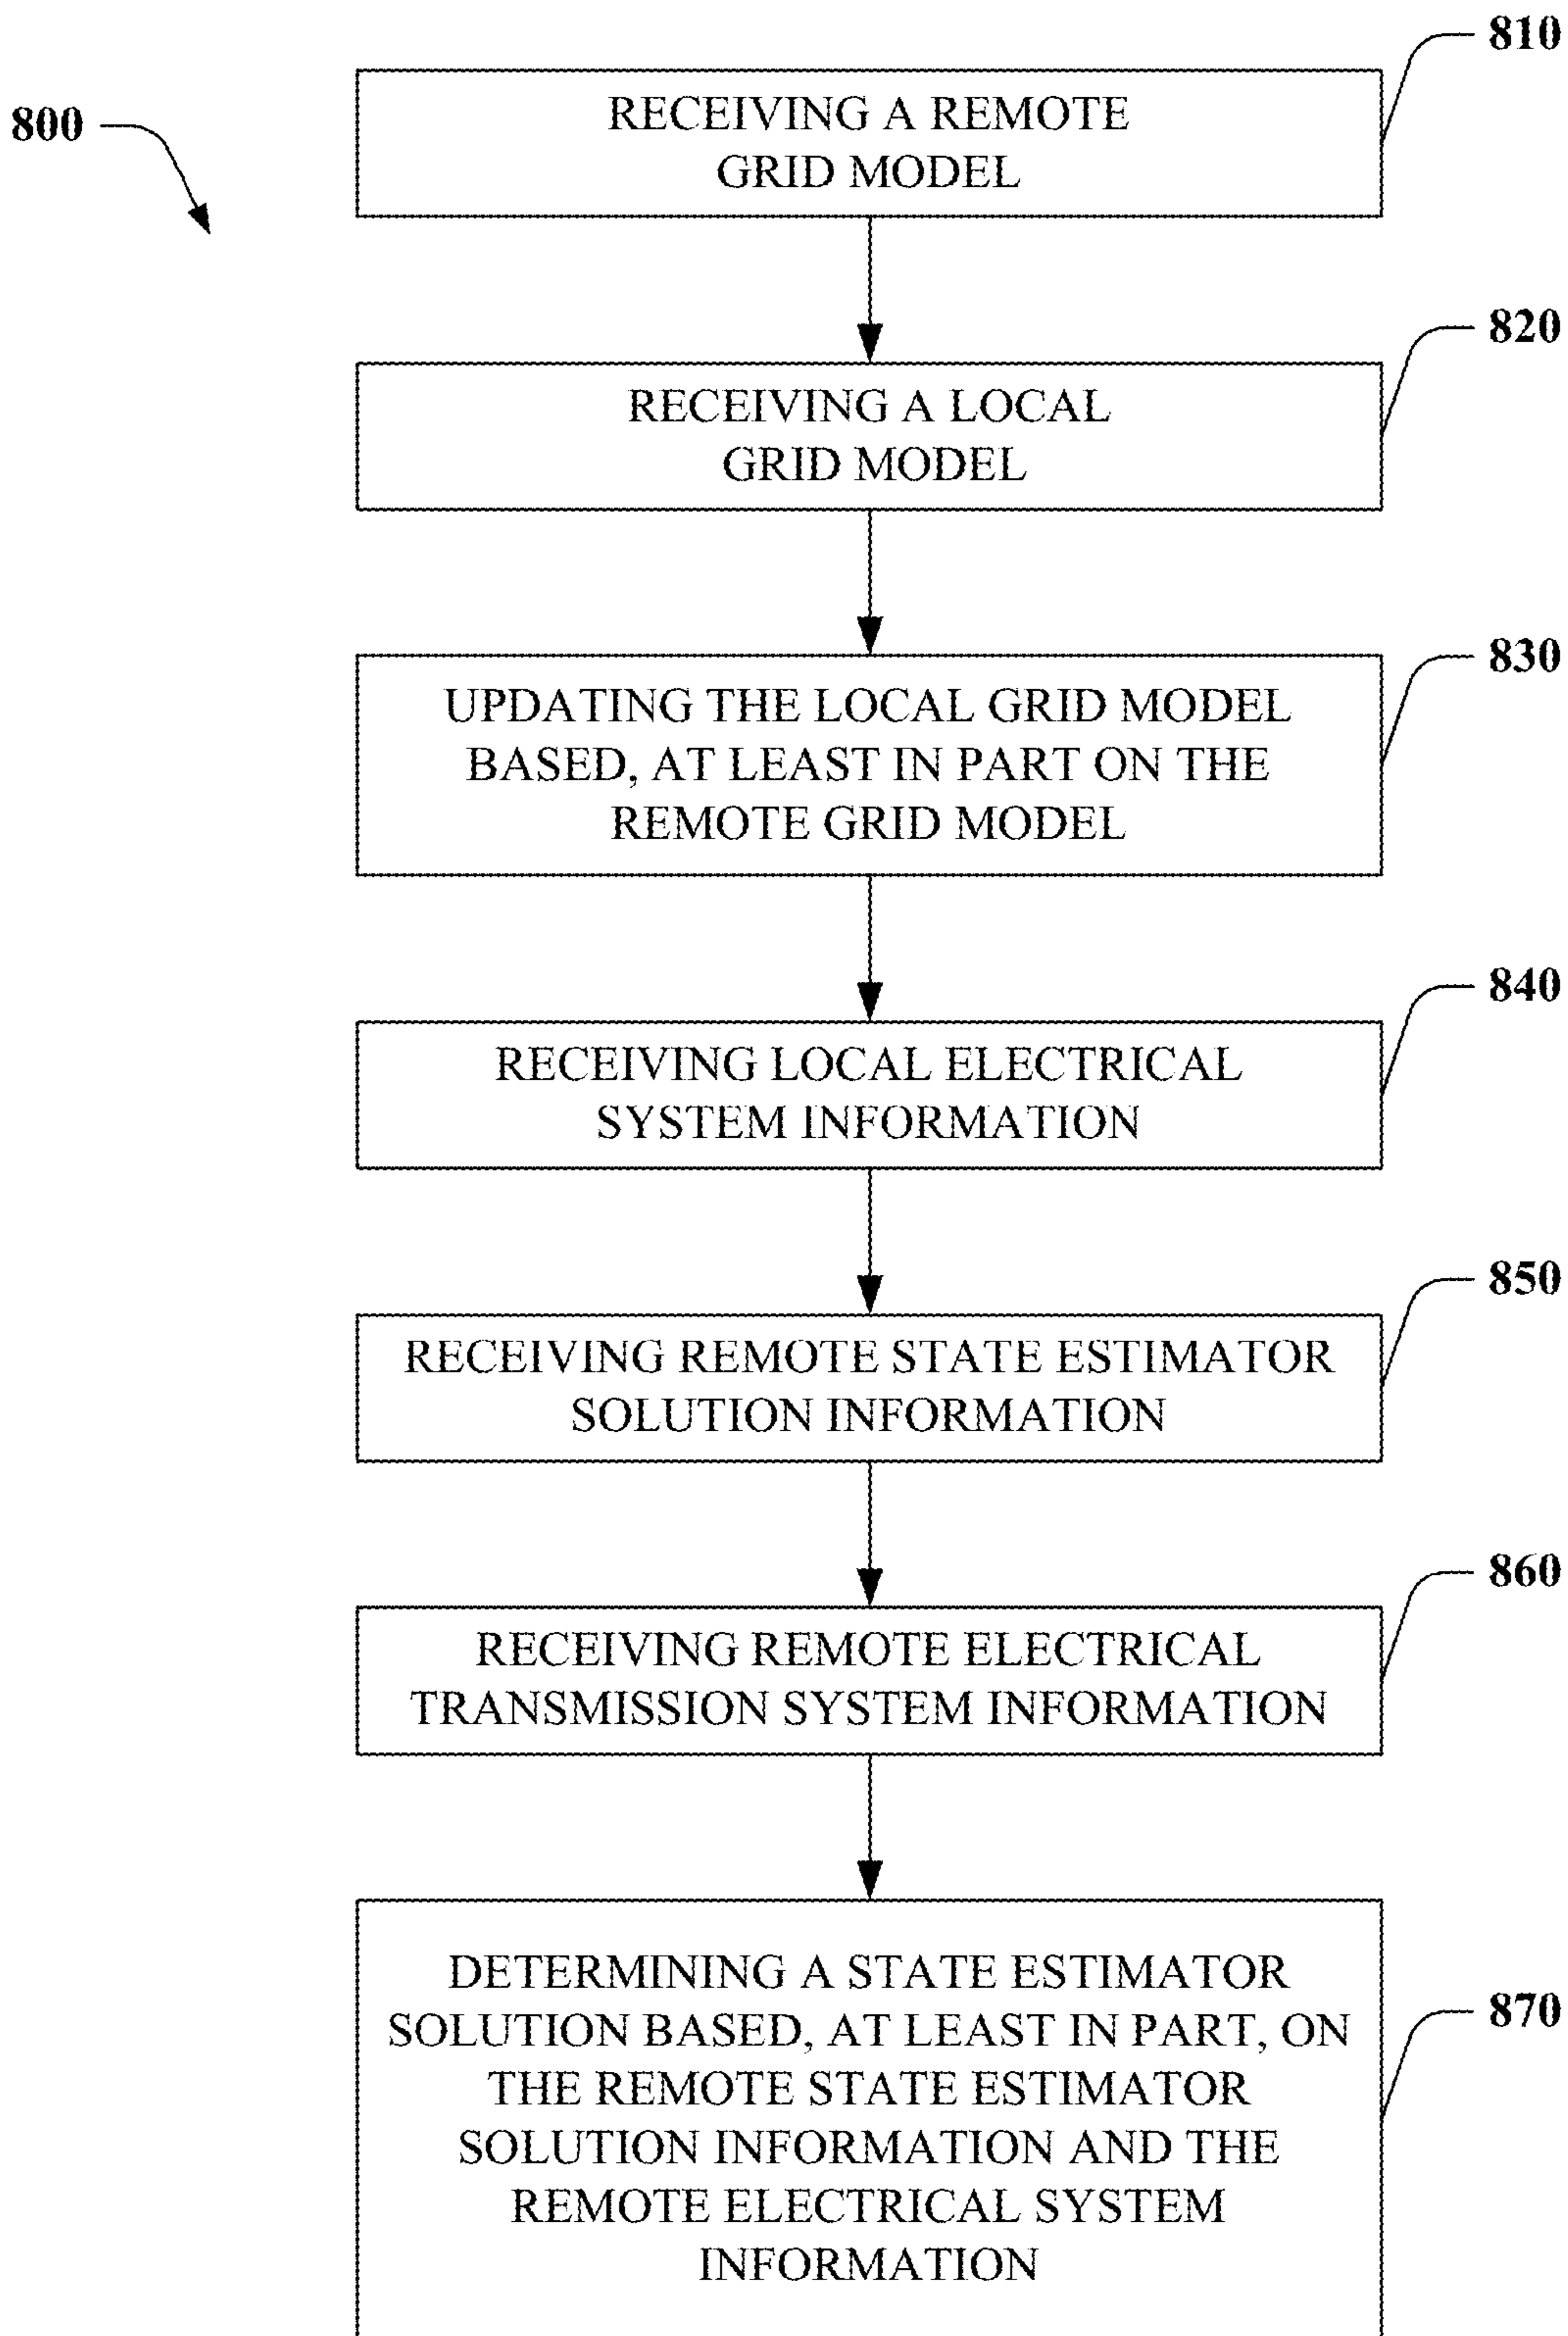 810
800
RECEIVING A REMOTE
GRID MODEL
820
RECEIVING A LOCAL
GRID MODEL
830
UPDATING THE LOCAL GRID MODEL
BASED, AT LEAST IN PART ON THE
REMOTE GRID MODEL
840
RECEIVING LOCAL ELECTRICAL
SYSTEM INFORMATION
850
RECEIVING REMOTE STATE ESTIMATOR
SOLUTION INFORMATION
860
RECEIVING REMOTE ELECTRICAL
TRANSMISSION SYSTEM INFORMATION
870
DETERMINING A STATE ESTIMATOR
SOLUTION BASED, AT LEAST IN PART, ON
THE REMOTE STATE ESTIMATOR
SOLUTION INFORMATION AND THE
REMOTE ELECTRICAL SYSTEM
INFORMATION